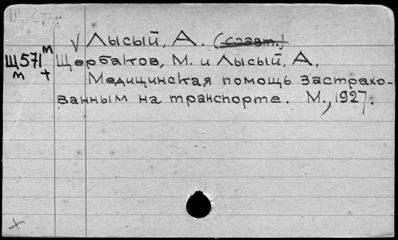 √ Лысый, А. (соавт.)
Щ571 м Щербаков, М. и Лысый, А.
м + Медицинская помощь застрахо-
ванным на транспорте. М., 1927.